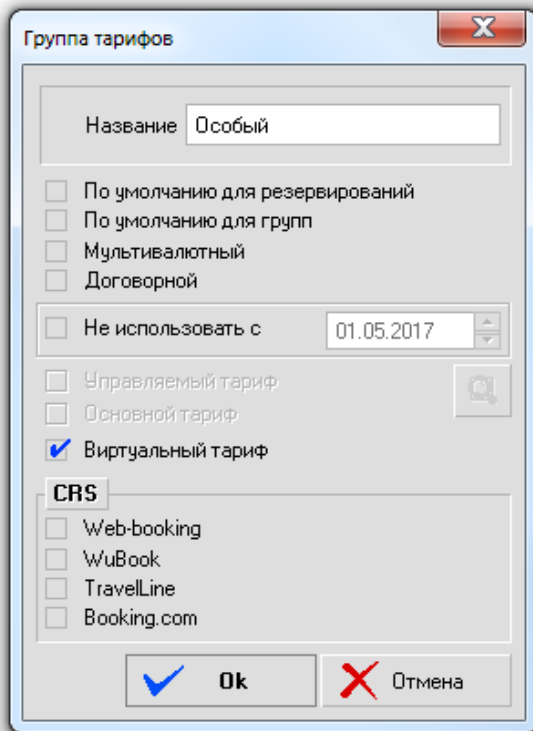 Группа тарифов
Название Особый
По умолчанию для резервирований
По умолчанию для групп
Мультивалютный
Договорной
Не использовать с 01.05.2017
Управляемый тариф
Основной тариф
Виртуальный тариф
CRS
Web-booking
WuBook
TravelLine
Booking.com
Ok Отмена